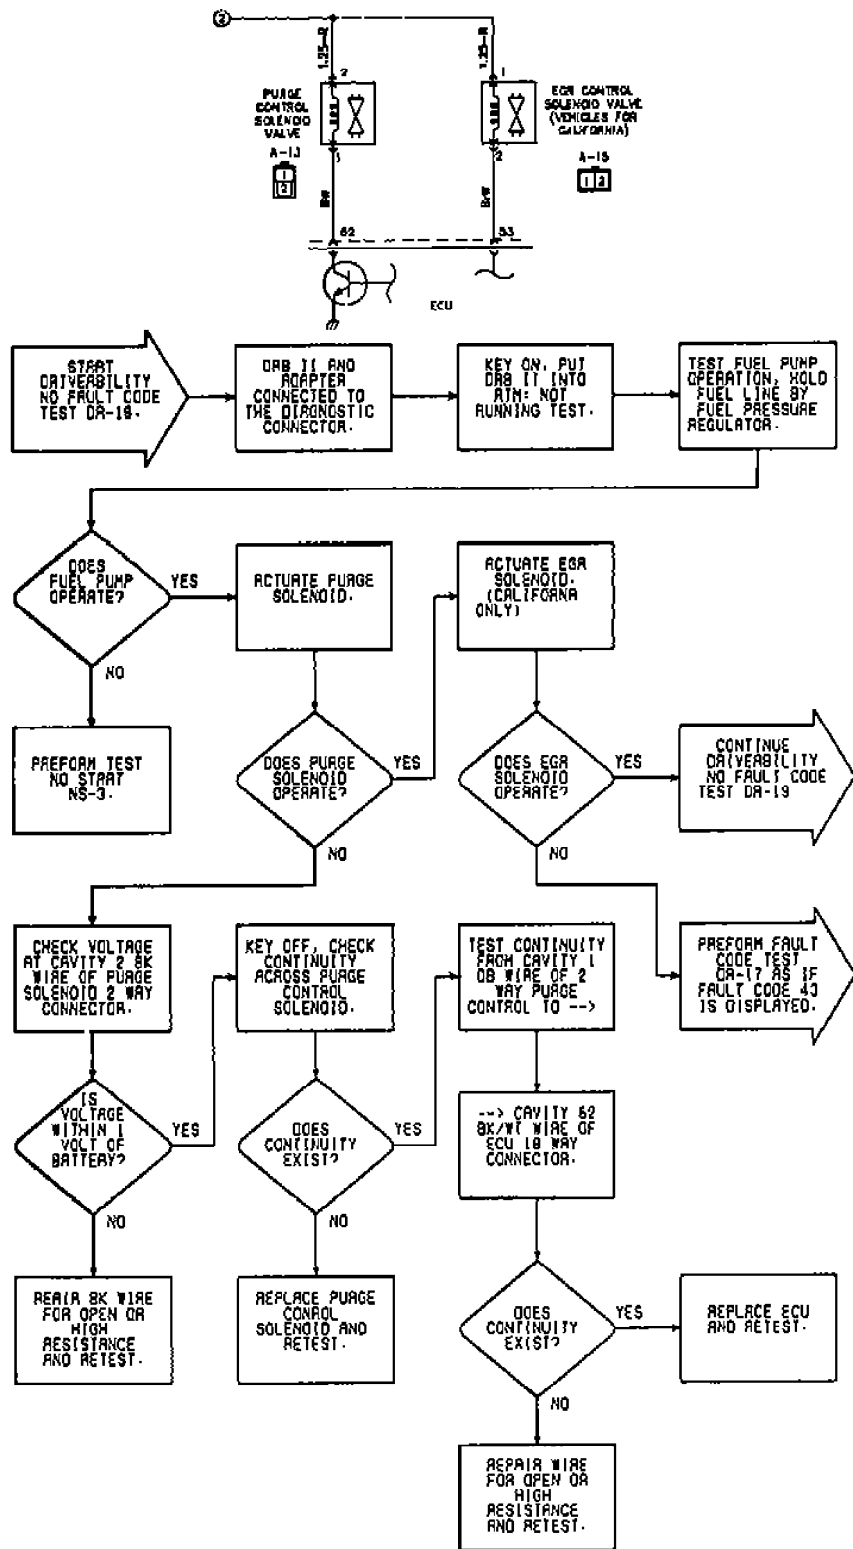 2
1.25-R
1.25-R
2
1
PURGE
CONTROL
SOLENOID
VALVE
EGR CONTROL
SOLENOID VALVE
(VEHICLES FOR
CALIFORNIA)
A-13
1
2
1
2
A-15
1 2
62
53
ECU
START
DRIVERBILITY
NO FAULT CODE
TEST DR-18.
DRB II AND
ADAPTER
CONNECTED TO
THE DIAGNOSTIC
CONNECTOR.
KEY ON, PUT
DRB II INTO
ATM: NOT
RUNNING TEST.
TEST FUEL PUMP
OPERATION, HOLD
FUEL LINE BY
FUEL PRESSURE
REGULATOR.
DOES
FUEL PUMP
OPERATE?
YES
NO
ACTUATE PURGE
SOLENOID.
ACTUATE EGR
SOLENOID.
(CALIFORNA
ONLY)
PREFORM TEST
NO START
NS-3.
DOES PURGE
SOLENOID
OPERATE?
YES
NO
DOES EGR
SOLENOID
OPERATE?
YES
NO
CONTINUE
DRIVEABILITY
NO FAULT CODE
TEST DR-19
CHECK VOLTAGE
AT CAVITY 2 BK
WIRE OF PURGE
SOLENOID 2 WAY
CONNECTOR.
KEY OFF, CHECK
CONTINUITY
ACROSS PURGE
CONTROL
SOLENOID.
TEST CONTINUITY
FROM CAVITY 1
DB WIRE OF 2
WAY PURGE
CONTROL TO -->
PREFORM FAULT
CODE TEST
DR-17 AS IF
FAULT CODE 43
IS DISPLAYED.
IS
VOLTAGE
WITHIN 1
VOLT OF
BATTERY?
YES
NO
DOES
CONTINUITY
EXIST?
YES
NO
--> CAVITY 62
BK/WT WIRE OF
ECU 18 WAY
CONNECTOR.
REAIR BK WIRE
FOR OPEN OR
HIGH
RESISTANCE
AND RETEST.
REPLACE PURGE
CONROL
SOLENOID AND
RETEST.
DOES
CONTINUITY
EXIST?
YES
NO
REPLACE ECU
AND RETEST.
REPAIR WIRE
FOR OPEN OR
HIGH
RESISTANCE
AND RETEST.